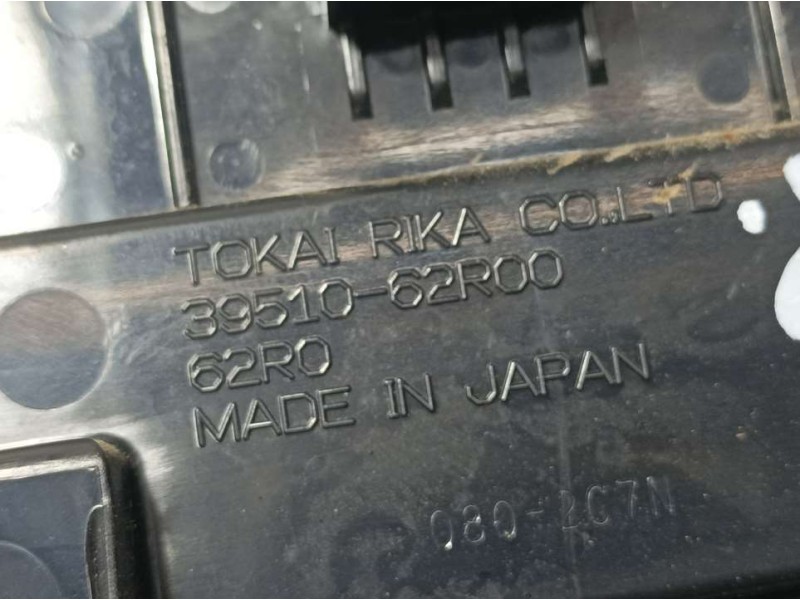 TOKAI RIKA CO.,LTD.
39510-62R00
62R0
MADE IN JAPAN